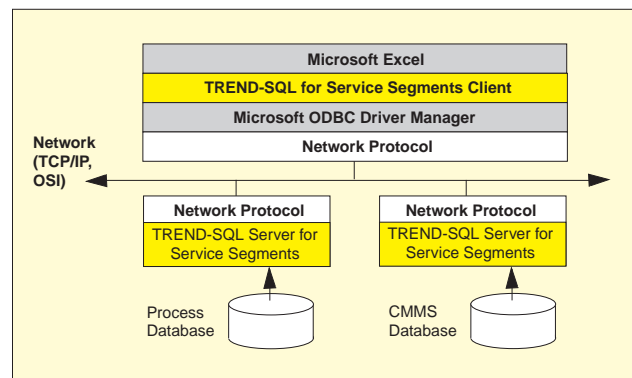 Microsoft Excel
TREND-SQL for Service Segments Client
Microsoft ODBC Driver Manager
Network Protocol
Network
(TCP/IP,
OSI)
Network Protocol
TREND-SQL Server for
Service Segments
Network Protocol
TREND-SQL Server for
Service Segments
Process
Database
CMMS
Database